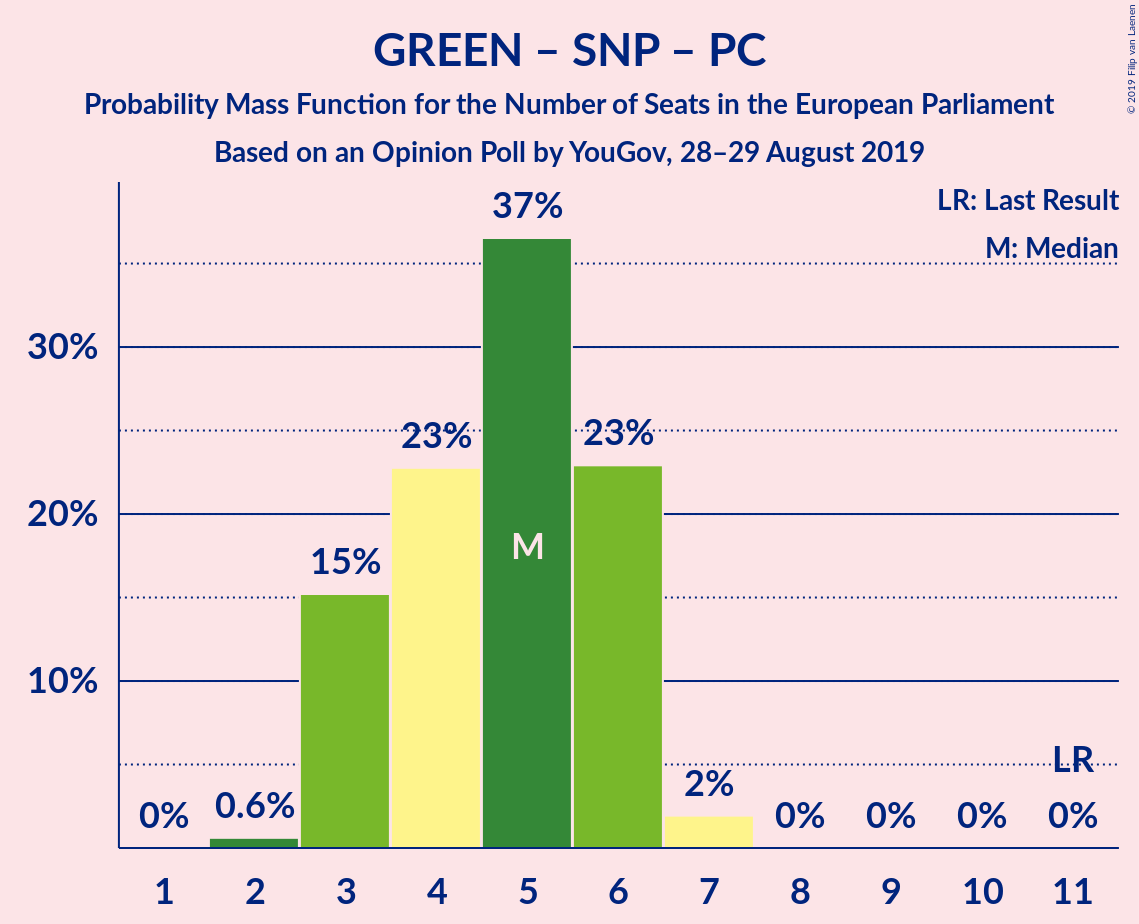 GREEN – SNP – PC
Probability Mass Function for the Number of Seats in the European Parliament
Based on an Opinion Poll by YouGov, 28–29 August 2019
© 2019 Filip van Laenen
LR: Last Result
M: Median
30%
20%
10%
0%
0.6%
15%
23%
37%
M
23%
2%
0%
0%
0%
LR
0%
1 2 3 4 5 6 7 8 9 10 11